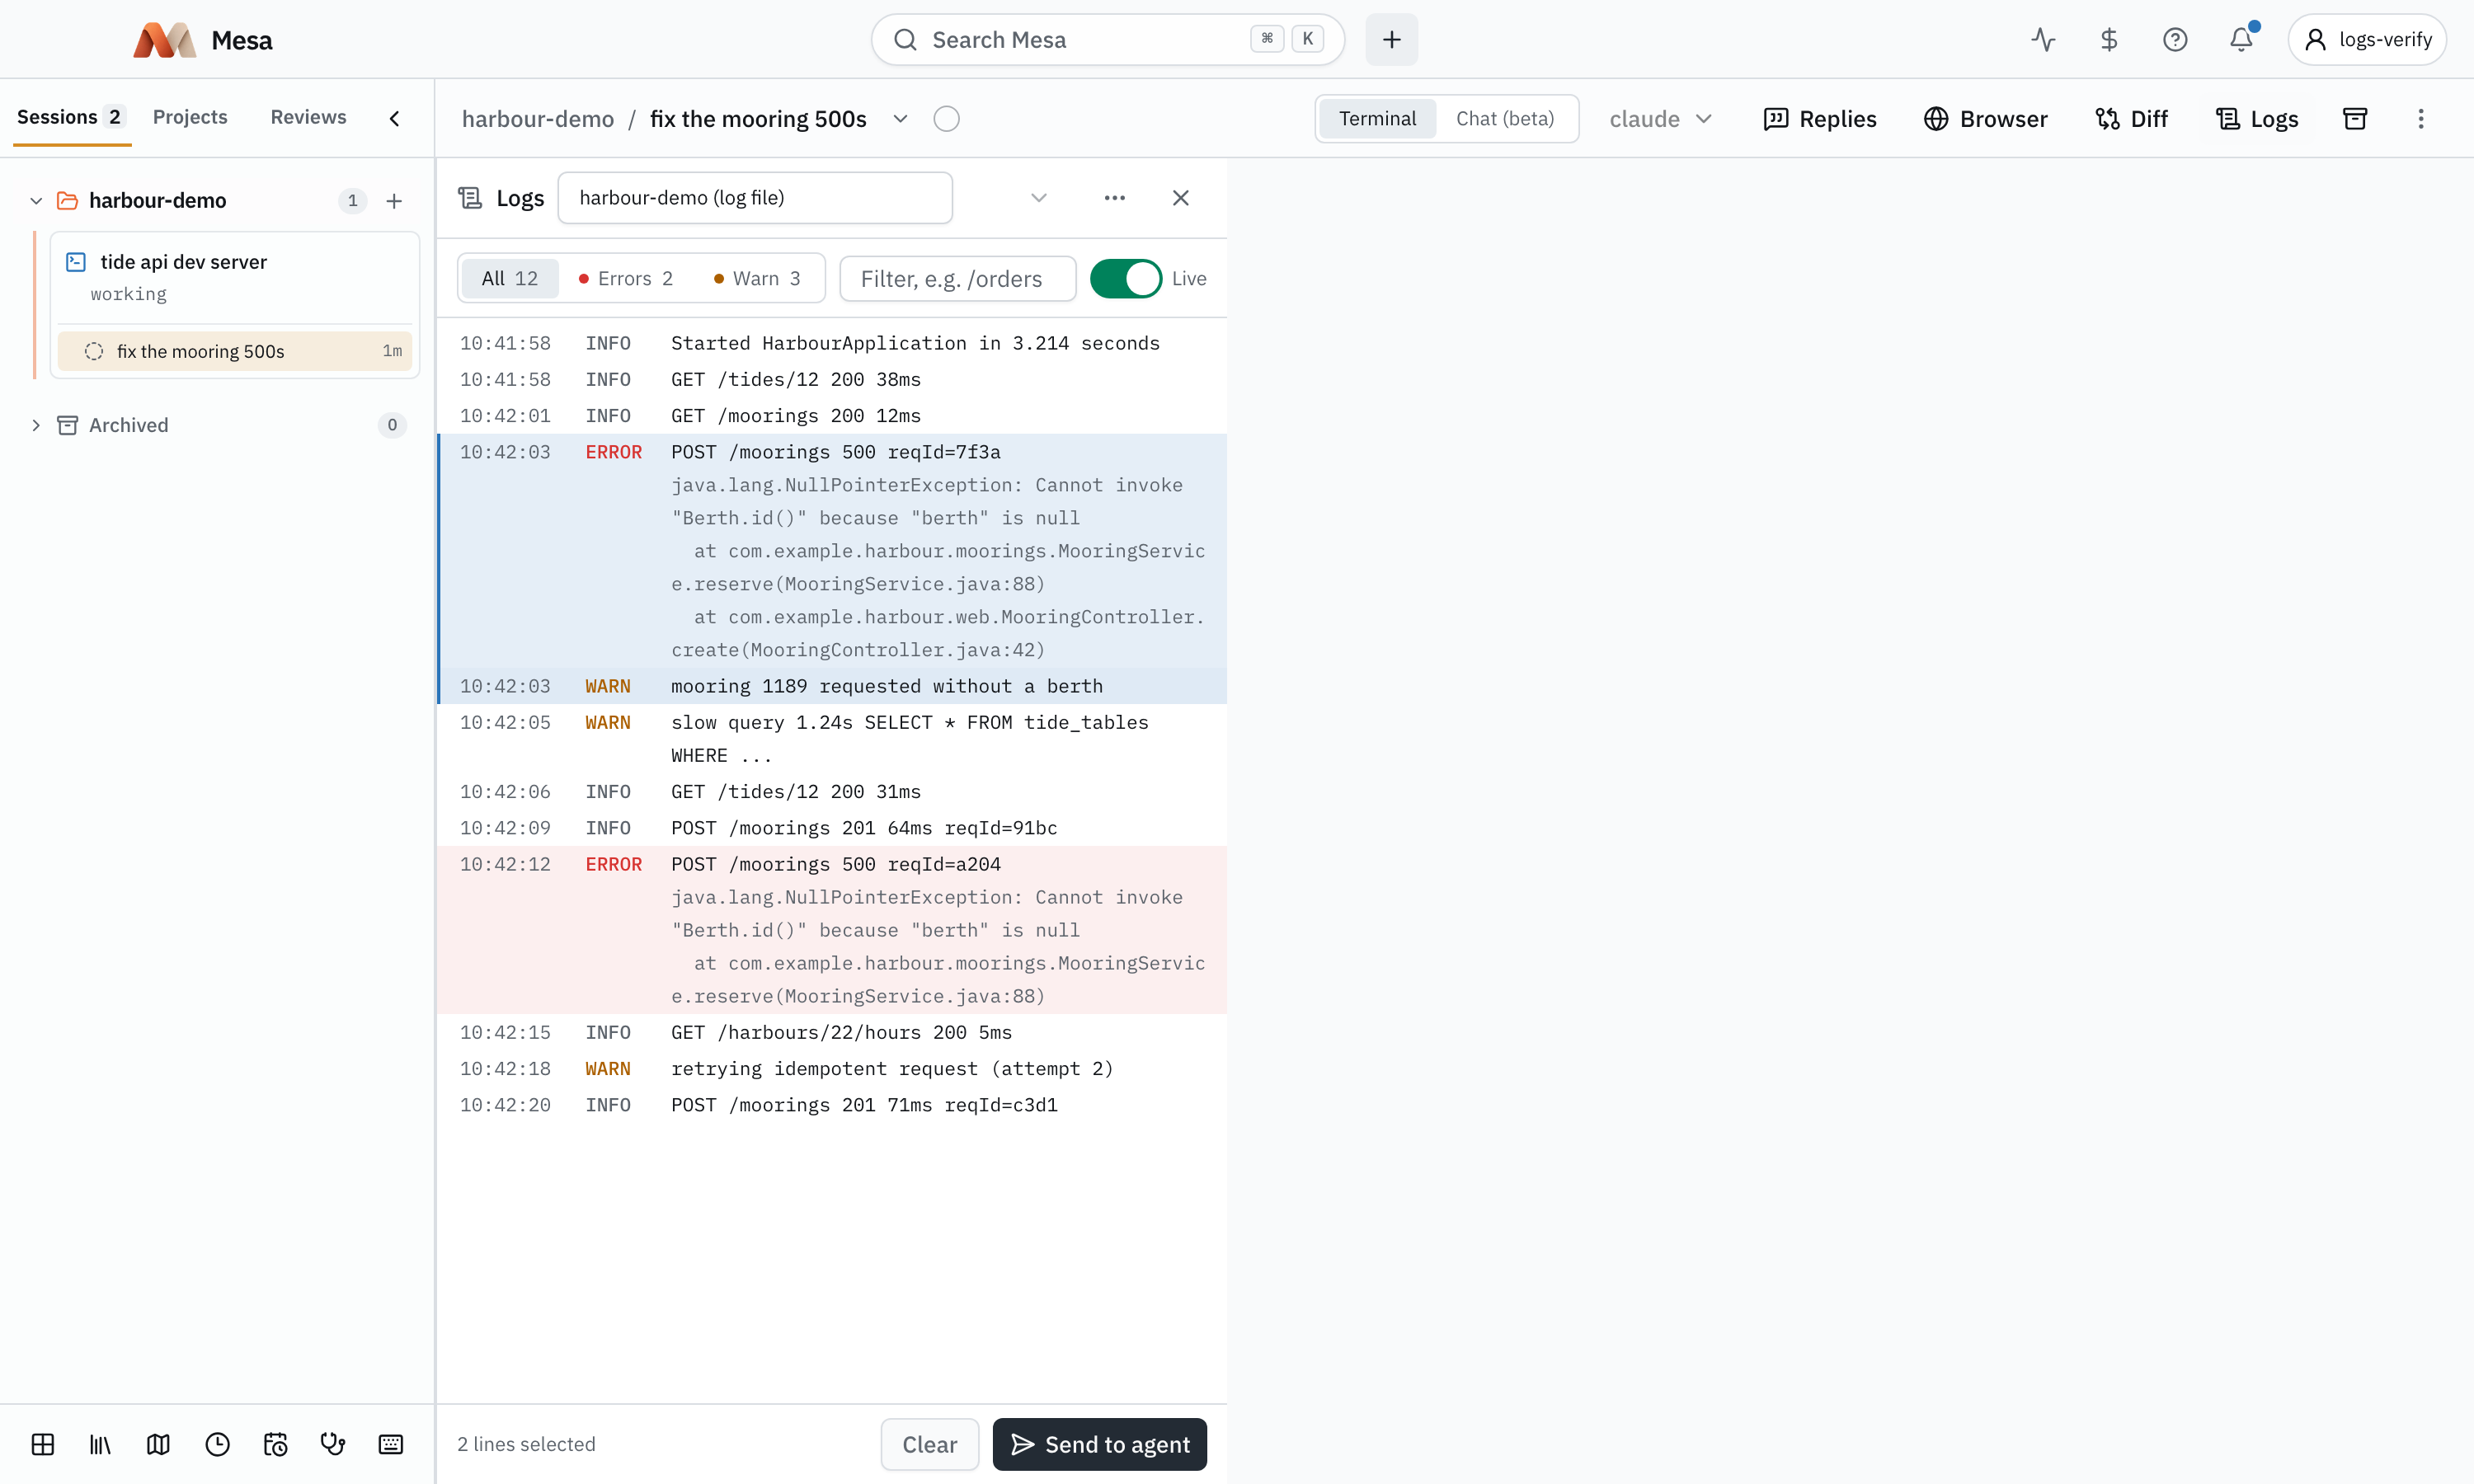 Mesa
Search Mesa
⌘ K
logs-verify
Sessions 2
Projects
Reviews
harbour-demo / fix the mooring 500s
Terminal
Chat (beta)
claude
Replies
Browser
Diff
Logs
harbour-demo 1
tide api dev server
working
fix the mooring 500s 1m
Archived 0
Logs
harbour-demo (log file)
All 12
Errors 2
Warn 3
Filter, e.g. /orders
Live
10:41:58 INFO Started HarbourApplication in 3.214 seconds
10:41:58 INFO GET /tides/12 200 38ms
10:42:01 INFO GET /moorings 200 12ms
10:42:03 ERROR POST /moorings 500 reqId=7f3a
java.lang.NullPointerException: Cannot invoke
"Berth.id()" because "berth" is null
at com.example.harbour.moorings.MooringServic
e.reserve(MooringService.java:88)
at com.example.harbour.web.MooringController.
create(MooringController.java:42)
10:42:03 WARN mooring 1189 requested without a berth
10:42:05 WARN slow query 1.24s SELECT * FROM tide_tables
WHERE ...
10:42:06 INFO GET /tides/12 200 31ms
10:42:09 INFO POST /moorings 201 64ms reqId=91bc
10:42:12 ERROR POST /moorings 500 reqId=a204
java.lang.NullPointerException: Cannot invoke
"Berth.id()" because "berth" is null
at com.example.harbour.moorings.MooringServic
e.reserve(MooringService.java:88)
10:42:15 INFO GET /harbours/22/hours 200 5ms
10:42:18 WARN retrying idempotent request (attempt 2)
10:42:20 INFO POST /moorings 201 71ms reqId=c3d1
2 lines selected
Clear
Send to agent